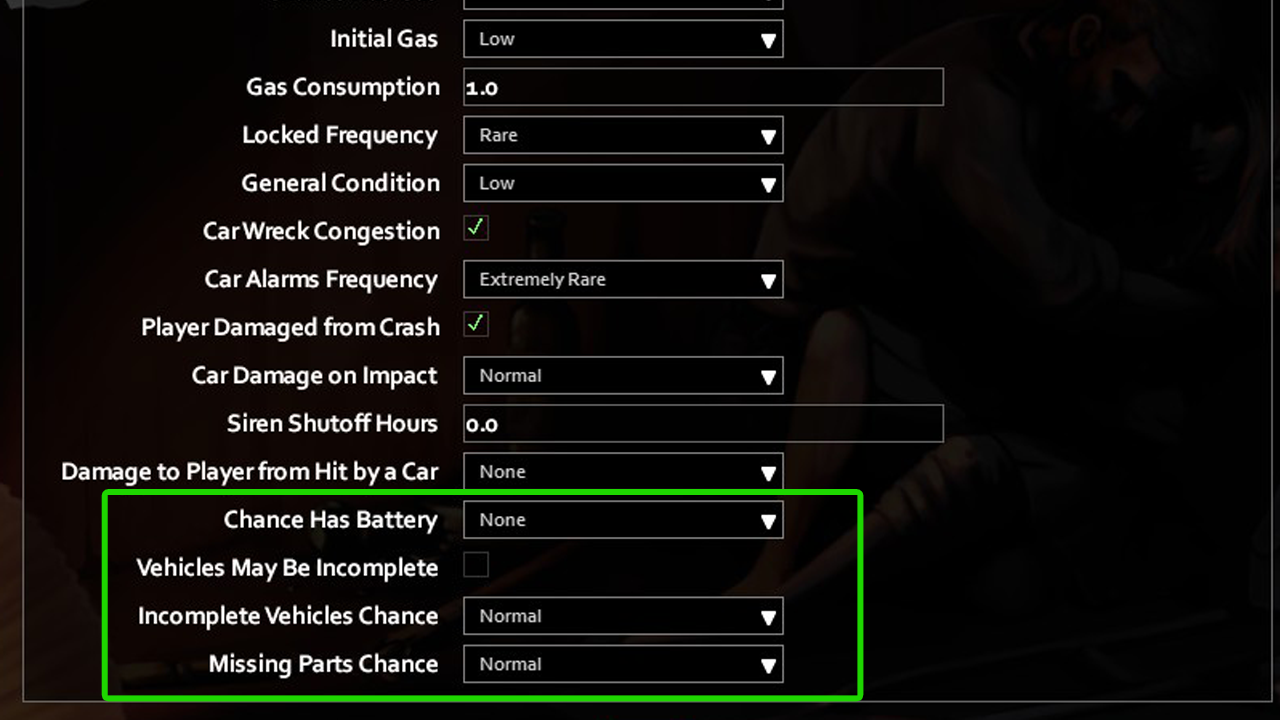 Initial Gas Low
Gas Consumption 1.0
Locked Frequency Rare
General Condition Low
Car Wreck Congestion
Car Alarms Frequency Extremely Rare
Player Damaged from Crash
Car Damage on Impact Normal
Siren Shutoff Hours 0.0
Damage to Player from Hit by a Car None
Chance Has Battery None
Vehicles May Be Incomplete
Incomplete Vehicles Chance Normal
Missing Parts Chance Normal